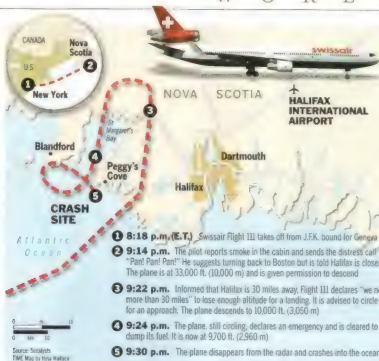 W O R L
CANADA
Nova
Scotia
U.S.
New York
1
2
swissair
NOVA SCOTIA
HALIFAX
INTERNATIONAL
AIRPORT
3
St.
Margaret's
Bay
Blandford
4
Peggy's
Cove
5
CRASH
SITE
Dartmouth
Halifax
Atlantic
Ocean
1 8:18 p.m. (E.T.) Swissair Flight 111 takes off from J.F.K. bound for Geneva
2 9:14 p.m. The pilot reports smoke in the cabin and sends the distress call
"Pan! Pan! Pan!" He suggests turning back to Boston but is told Halifax is close
The plane is at 33,000 ft. (10,000 m) and is given permission to descend
3 9:22 p.m. Informed that Halifax is 30 miles away, Flight 111 declares "we ne
more than 30 miles" to lose enough altitude for a landing. It is advised to circle
for an approach. The plane descends to 10,000 ft. (3,050 m)
4 9:24 p.m. The plane, still circling, declares an emergency and is cleared to
dump its fuel. It is now at 9,700 ft. (2,960 m)
5 9:30 p.m. The plane disappears from the radar and crashes into the ocean
TIME Map by